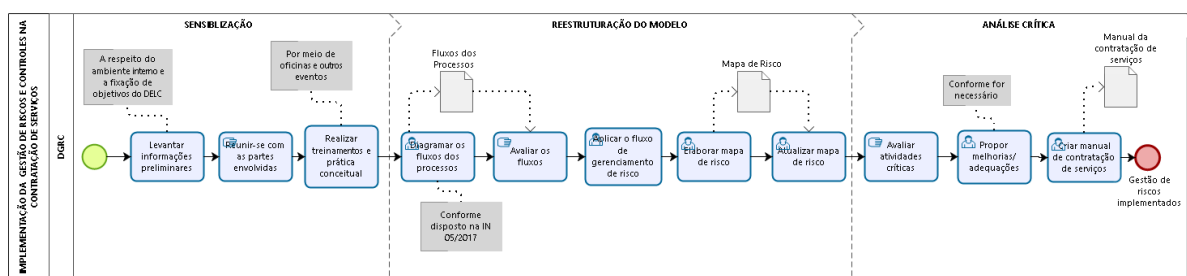 IMPLEMENTAÇÃO DA GESTÃO DE RISCOS E CONTROLES NA
CONTRATAÇÃO DE SERVIÇOS
DGRC
SENSIBLIZAÇÃO
A respeito do
ambiente interno e
a fixação de
objetivos do DELC
Por meio de
oficinas e outros
eventos
Levantar
informações
preliminares
Reunir-se com
as partes
envolvidas
Realizar
treinamentos e
prática
conceitual
REESTRUTURAÇÃO DO MODELO
Fluxos dos
Processos
Mapa de Risco
Diagramar os
fluxos dos
processos
Avaliar os
fluxos
Aplicar o fluxo
de
gerenciamento
de risco
Elaborar mapa
de risco
Atualizar mapa
de risco
Conforme
disposto na IN
05/2017
ANÁLISE CRÍTICA
Manual da
contratação de
serviços
Conforme for
necessário
Avaliar
atividades
críticas
Propor
melhorias/
adequações
Criar manual
de contratação
de serviços
Gestão de
riscos
implementados